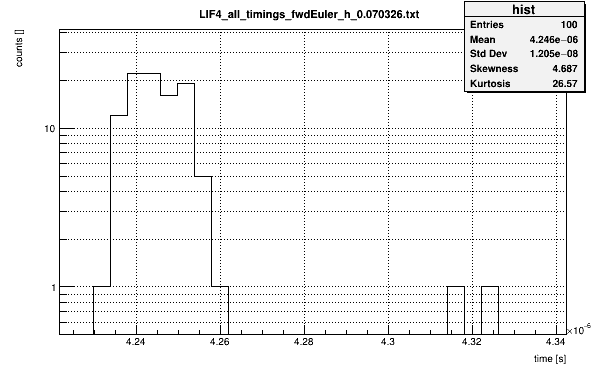 LIF4_all_timings_fwdEuler_h_0.070326.txt
hist
Entries 100
Mean 4.246e−06
Std Dev 1.205e−08
Skewness 4.687
Kurtosis 26.57
counts []
10
1
4.24 4.26 4.28 4.3 4.32 4.34
×10⁻⁶
time [s]